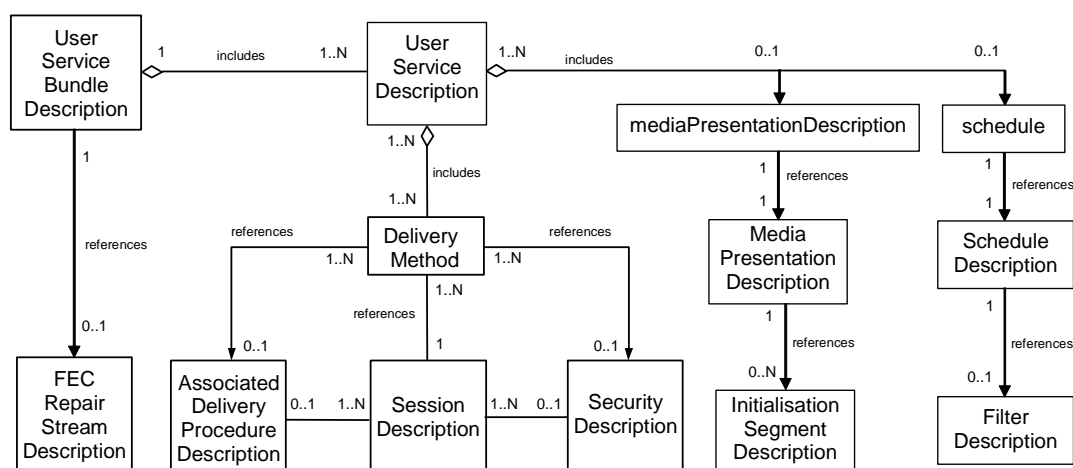 User
Service
Bundle
Description
1
includes
1..N
User
Service
Description
1..N
includes
0..1
0..1
mediaPresentationDescription
schedule
1..N
includes
1..N
1
references
0..1
1
references
1
1
references
1
Delivery
Method
references
1..N
0..1
references
1..N
0..1
1..N
references
1
Media
Presentation
Description
Schedule
Description
1
references
0..N
1
references
0..1
FEC
Repair
Stream
Description
Associated
Delivery
Procedure
Description
0..1
1..N
Session
Description
1..N
0..1
Security
Description
Initialisation
Segment
Description
Filter
Description